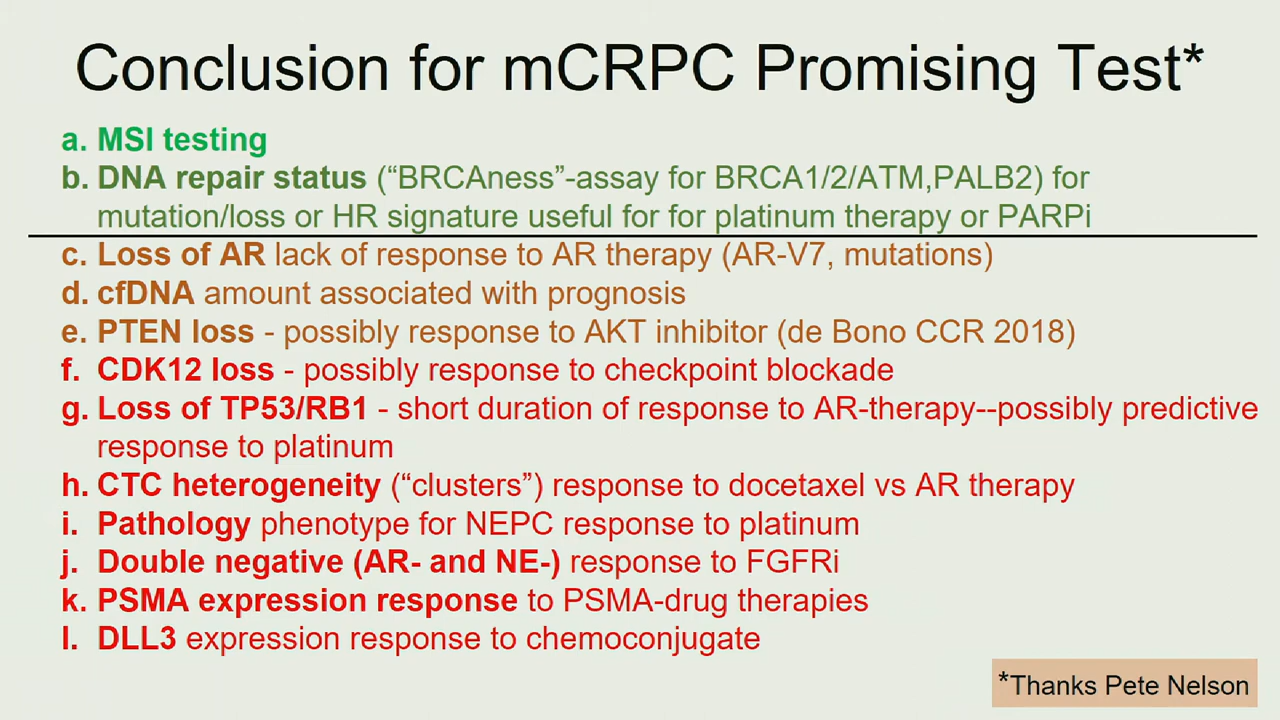 Conclusion for mCRPC Promising Test*
a. MSI testing
b. DNA repair status (“BRCAness”-assay for BRCA1/2/ATM,PALB2) for
mutation/loss or HR signature useful for for platinum therapy or PARPi
c. Loss of AR lack of response to AR therapy (AR-V7, mutations)
d. cfDNA amount associated with prognosis
e. PTEN loss - possibly response to AKT inhibitor (de Bono CCR 2018)
f. CDK12 loss - possibly response to checkpoint blockade
g. Loss of TP53/RB1 - short duration of response to AR-therapy--possibly predictive
response to platinum
h. CTC heterogeneity (“clusters”) response to docetaxel vs AR therapy
i. Pathology phenotype for NEPC response to platinum
j. Double negative (AR- and NE-) response to FGFRi
k. PSMA expression response to PSMA-drug therapies
l. DLL3 expression response to chemoconjugate
*Thanks Pete Nelson